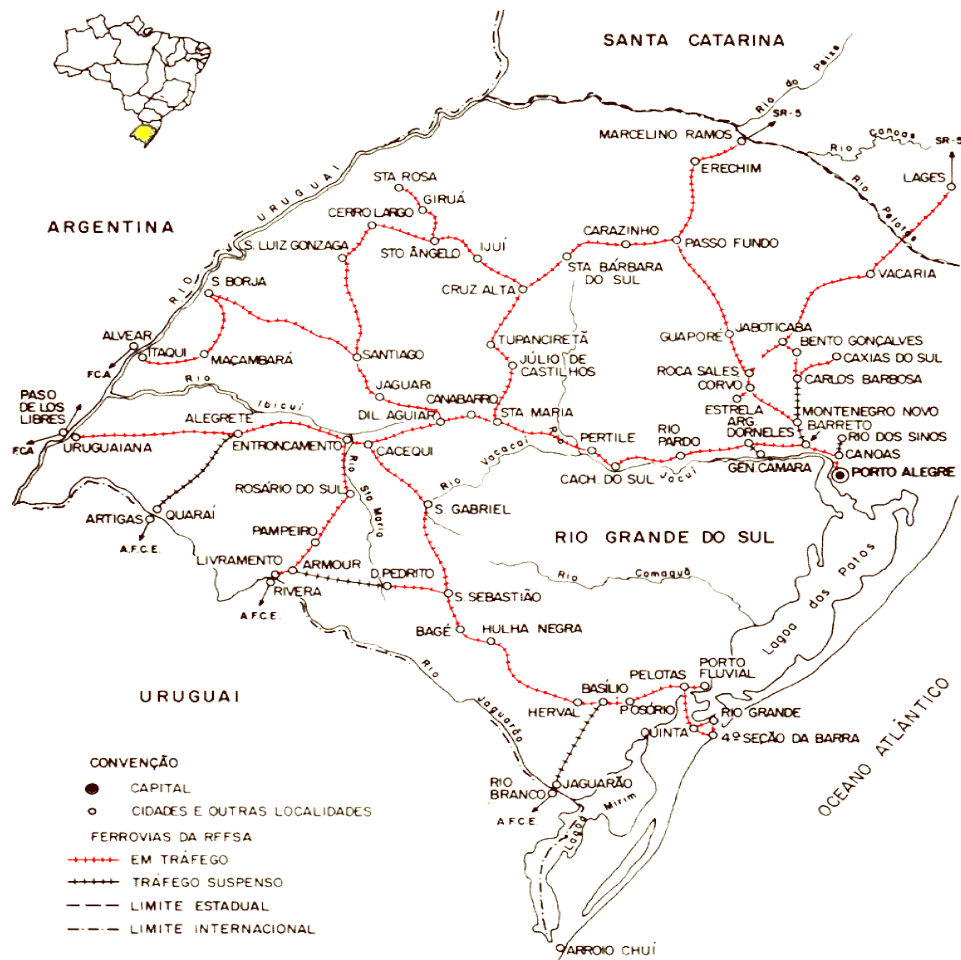 SANTA CATARINA
Rio do Peixe
SR-5
MARCELINO RAMOS
Rio Canoas
SR-5
ERECHIM
LAGES
Rio Pelotas
RIO URUGUAI
STA ROSA
GIRUÁ
CERRO LARGO
ARGENTINA
S. LUIZ GONZAGA
STO ÂNGELO
IJUÍ
CARAZINHO
PASSO FUNDO
STA BÁRBARA
DO SUL
VACARIA
S. BORJA
CRUZ ALTA
ALVEAR
ITAQUI
MAÇAMBARÁ
FCA
SANTIAGO
TUPANCIRETÃ
JÚLIO DE
CASTILHOS
GUAPORÉ
JABOTICABA
BENTO GONÇALVES
CAXIAS DO SUL
ROCA SALES
CORVO
CARLOS BARBOSA
JAGUARI
CANABARRO
ESTRELA
MONTENEGRO NOVO
PASO
DE LOS
LIBRES
Rio Ibicuí
ALEGRETE
DIL. AGUIAR
STA MARIA
ARG.
DORNELES
BARRETO
RIO DOS SINOS
FCA
URUGUAIANA
ENTRONCAMENTO
CACEQUI
PERTILE
RIO
PARDO
CANOAS
Rio Vacacaí
CACH. DO SUL
Jacuí
GEN. CAMARA
PORTO ALEGRE
ROSÁRIO DO SUL
Rio Sta Maria
S. GABRIEL
ARTIGAS
QUARAÍ
A.F.C.E.
PAMPEIRO
RIO GRANDE DO SUL
LIVRAMENTO
ARMOUR
RIVERA
D. PEDRITO
Rio Camaquã
A.F.C.E.
S. SEBASTIÃO
Lagoa dos Patos
BAGÉ
HULHA NEGRA
URUGUAI
Rio Jaguarão
PELOTAS
PORTO
FLUVIAL
BASÍLIO
HERVAL
P. OSÓRIO
RIO GRANDE
QUINTA
4º SEÇÃO DA BARRA
OCEANO ATLÂNTICO
RIO
BRANCO
JAGUARÃO
A.F.C.E
Lagoa Mirim
ARROIO CHUÍ
CONVENÇÃO
CAPITAL
CIDADES E OUTRAS LOCALIDADES
FERROVIAS DA RFFSA
EM TRÁFEGO
TRÁFEGO SUSPENSO
LIMITE ESTADUAL
LIMITE INTERNACIONAL